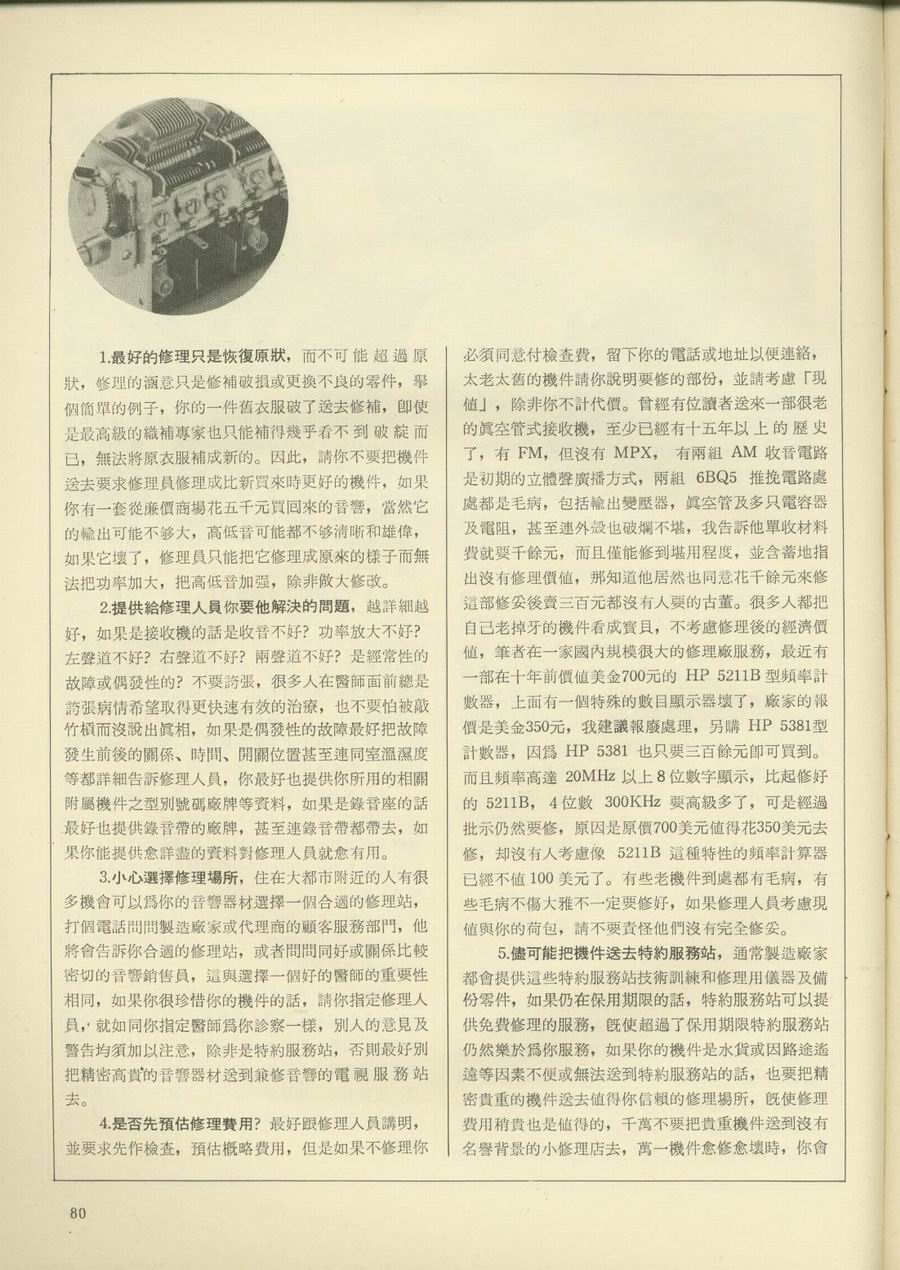 1.最好的修理只是恢復原狀，而不可能超過原
狀，修理的涵意只是修補破損或更換不良的零件，舉
個簡單的例子，你的一件舊衣服破了送去修補，卽使
是最高級的織補專家也只能補得幾乎看不到破綻而
已，無法將原衣服補成新的。因此，請你不要把機件
送去要求修理員修理成比新買來時更好的機件，如果
你有一套從廉價商場花五千元買囘來的音響，當然它
的輸出可能不够大，高低音可能都不够淸晰和雄偉，
如果它壞了，修理員只能把它修理成原來的樣子而無
法把功率加大，把高低音加强，除非做大修改。
2.提供給修理人員你要他解決的問題，越詳細越
好，如果是接收機的話是收音不好？功率放大不好？
左聲道不好？右聲道不好？兩聲道不好？是經常性的
故障或偶發性的？不要誇張，很多人在醫師面前總是
誇張病情希望取得更快速有效的治療，也不要怕被敲
竹槓而沒說出眞相，如果是偶發性的故障最好把故障
發生前後的關係、時間、開關位置甚至連同室溫濕度
等都詳細告訴修理人員，你最好也提供你所用的相關
附屬機件之型別號碼廠牌等資料，如果是錄音座的話
最好也提供錄音帶的廠牌，甚至連錄音帶都帶去，如
果你能提供愈詳盡的資料對修理人員就愈有用。
3.小心選擇修理場所，住在大都市附近的人有很
多機會可以爲你的音響器材選擇一個合適的修理站，
打個電話問問製造廠家或代理商的顧客服務部門，他
將會告訴你合適的修理站，或者問問同好或關係比較
密切的音響銷售員，這與選擇一個好的醫師的重要性
相同，如果你很珍惜你的機件的話，請你指定修理人
員，就如同你指定醫師爲你診察一樣，別人的意見及
警告均須加以注意，除非是特約服務站，否則最好別
把精密高貴的音響器材送到兼修音響的電視服務站
去。
4.是否先預估修理費用？最好跟修理人員講明，
並要求先作檢查，預估槪略費用，但是如果不修理你
必須同意付檢查費，留下你的電話或地址以便連絡，
太老太舊的機件請你說明要修的部份，並請考慮「現
値」，除非你不計代價。曾經有位讀者送來一部很老
的眞空管式接收機，至少已經有十五年以上的歷史
了，有 FM，但沒有 MPX， 有兩組 AM 收音電路
是初期的立體聲廣播方式，兩組 6BQ5 推挽電路處
處都是毛病，包括輸出變壓器，眞空管及多只電容器
及電阻，甚至連外殼也破爛不堪，我告訴他單收材料
費就要千餘元，而且僅能修到堪用程度，並含蓄地指
出沒有修理價値，那知道他居然也同意花千餘元來修
這部修妥後賣三百元都沒有人要的古董。很多人都把
自己老掉牙的機件看成寶貝，不考慮修理後的經濟價
値，筆者在一家國內規模很大的修理廠服務，最近有
一部在十年前價値美金700元的 HP 5211B 型頻率計
數器，上面有一個特殊的數目顯示器壞了，廠家的報
價是美金350元，我建議報廢處理，另購 HP 5381型
計數器，因爲 HP 5381 也只要三百餘元卽可買到。
而且頻率高達 20MHz 以上 8 位數字顯示，比起修好
的 5211B，4 位數 300KHz 要高級多了，可是經過
批示仍然要修，原因是原價700美元値得花350美元去
修，却沒有人考慮像 5211B 這種特性的頻率計算器
已經不値 100 美元了。有些老機件到處都有毛病，有
些毛病不傷大雅不一定要修好，如果修理人員考慮現
値與你的荷包，請不要責怪他們沒有完全修妥。
5.儘可能把機件送去特約服務站，通常製造廠家
都會提供這些特約服務站技術訓練和修理用儀器及備
份零件，如果仍在保用期限的話，特約服務站可以提
供免費修理的服務，旣使超過了保用期限特約服務站
仍然樂於爲你服務，如果你的機件是水貨或因路途遙
遠等因素不便或無法送到特約服務站的話，也要把精
密貴重的機件送去値得你信賴的修理場所，旣使修理
費用稍貴也是値得的，千萬不要把貴重機件送到沒有
名譽背景的小修理店去，萬一機件愈修愈壞時，你會
80